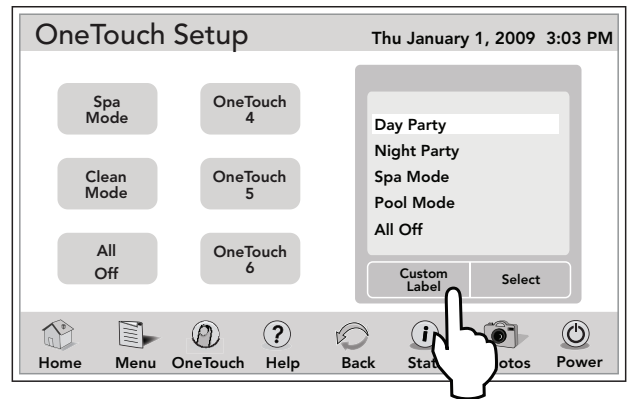 OneTouch Setup
Thu January 1, 2009 3:03 PM
Spa
Mode
OneTouch
4
Clean
Mode
OneTouch
5
All
Off
OneTouch
6
Day Party
Night Party
Spa Mode
Pool Mode
All Off
Custom
Label
Select
Home
Menu
OneTouch
Help
Back
Power